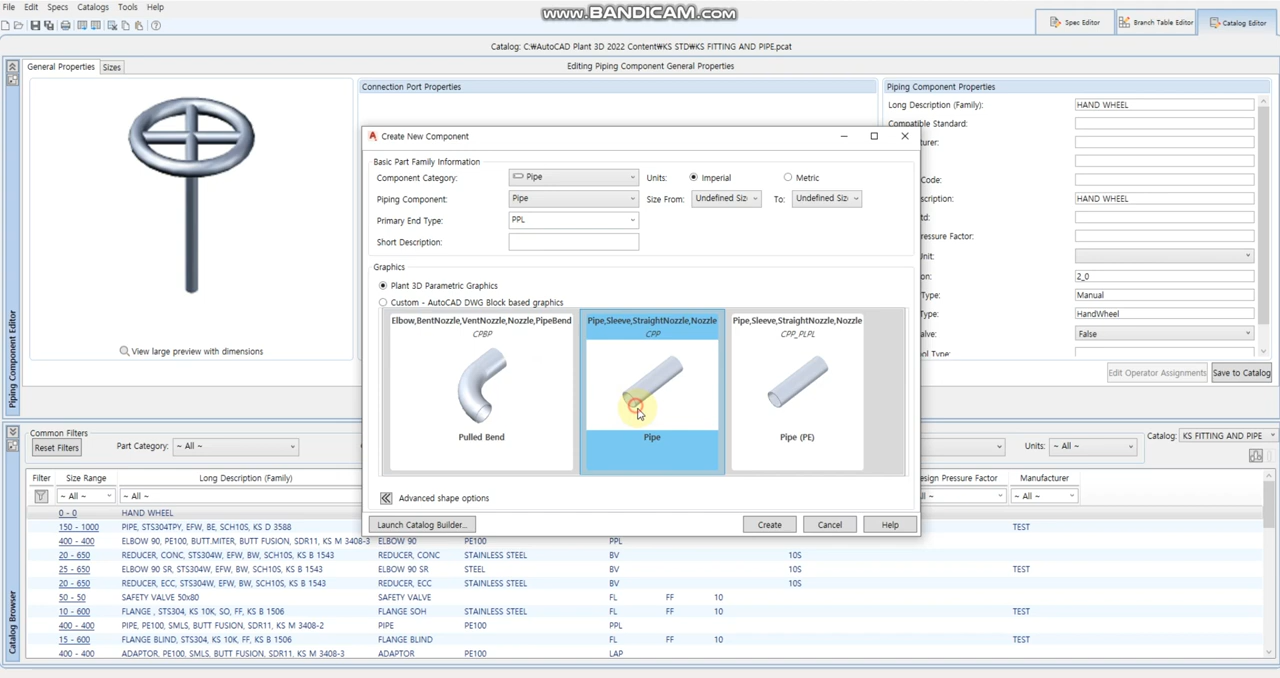 File Edit Specs Catalogs Tools Help
www.BANDICAM.com
Spec Editor Branch Table Editor Catalog Editor
Catalog: C:₩AutoCAD Plant 3D 2022 Content₩KS STD₩KS FITTING AND PIPE.pcat
General Properties Sizes
Editing Piping Component General Properties
Piping Component Editor
View large preview with dimensions
Connection Port Properties
Piping Component Properties
Long Description (Family): HAND WHEEL
Compatible Standard:
urer:
Code:
scription: HAND WHEEL
td:
ressure Factor:
nit:
on: 2_0
Type: Manual
Type: HandWheel
alve: False
Edit Operator Assignments Save to Catalog
Create New Component
Basic Part Family Information
Component Category: Pipe Units: Imperial Metric
Piping Component: Pipe Size From: Undefined Siz To: Undefined Siz
Primary End Type: PPL
Short Description:
Graphics
Plant 3D Parametric Graphics
Custom - AutoCAD DWG Block based graphics
Elbow,BentNozzle,VentNozzle,Nozzle,PipeBend
CPBP
Pulled Bend
Pipe,Sleeve,StraightNozzle,Nozzle
CPP
Pipe
Pipe,Sleeve,StraightNozzle,Nozzle
CPP_PLPL
Pipe (PE)
Advanced shape options
Launch Catalog Builder... Create Cancel Help
Catalog Browser
Common Filters
Reset Filters Part Category: ~ All ~ Units: ~ All ~ Catalog: KS FITTING AND PIPE
Filter Size Range Long Description (Family) esign Pressure Factor Manufacturer
~ All ~ ~ All ~ ll ~ ~ All ~
0 - 0 HAND WHEEL
150 - 1000 PIPE, STS304TPY, EFW, BE, SCH10S, KS D 3588 TEST
400 - 400 ELBOW 90, PE100, BUTT/MITER, BUTT FUSION, SDR11, KS M 3408-3 ELBOW 90 PE100 PPL
20 - 650 REDUCER, CONC, STS304W, EFW, BW, SCH10S, KS B 1543 REDUCER, CONC STAINLESS STEEL BV 10S
25 - 650 ELBOW 90 SR, STS304W, EFW, BW, SCH10S, KS B 1543 ELBOW 90 SR STEEL BV 10S TEST
20 - 650 REDUCER, ECC, STS304W, EFW, BW, SCH10S, KS B 1543 REDUCER, ECC STAINLESS STEEL BV 10S
50 - 50 SAFETY VALVE 50x80 SAFETY VALVE FL FF 10
10 - 600 FLANGE , STS304, KS 10K, SO, FF, KS B 1506 FLANGE SOH STAINLESS STEEL FL FF 10 TEST
400 - 400 PIPE, PE100, SMLS, BUTT FUSION, SDR11, KS M 3408-2 PIPE PE100 PPL
15 - 600 FLANGE BLIND, STS304, KS 10K, FF, KS B 1506 FLANGE BLIND FL FF 10 TEST
400 - 400 ADAPTOR, PE100, SMLS, BUTT FUSION, SDR11, KS M 3408-3 ADAPTOR PE100 LAP